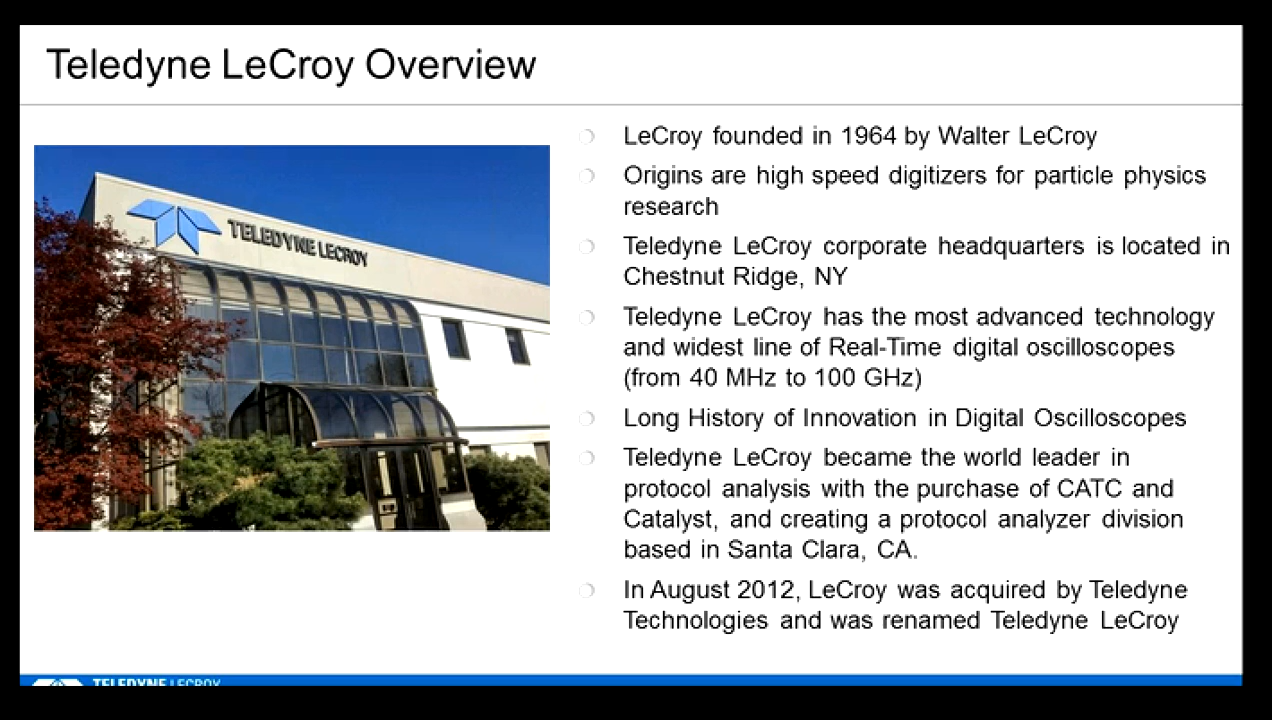 Teledyne LeCroy Overview
TELEDYNE LECROY
LeCroy founded in 1964 by Walter LeCroy
Origins are high speed digitizers for particle physics
research
Teledyne LeCroy corporate headquarters is located in
Chestnut Ridge, NY
Teledyne LeCroy has the most advanced technology
and widest line of Real-Time digital oscilloscopes
(from 40 MHz to 100 GHz)
Long History of Innovation in Digital Oscilloscopes
Teledyne LeCroy became the world leader in
protocol analysis with the purchase of CATC and
Catalyst, and creating a protocol analyzer division
based in Santa Clara, CA.
In August 2012, LeCroy was acquired by Teledyne
Technologies and was renamed Teledyne LeCroy
TELEDYNE LECROY